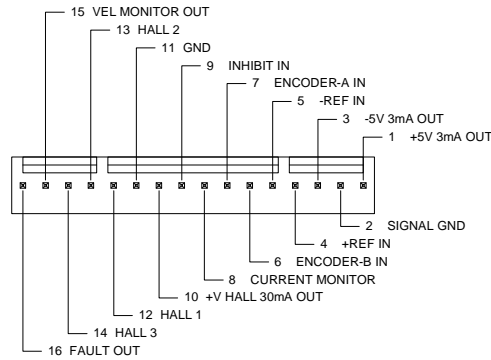 15 VEL MONITOR OUT
13 HALL 2
11 GND
9 INHIBIT IN
7 ENCODER-A IN
5 -REF IN
3 -5V 3mA OUT
1 +5V 3mA OUT
2 SIGNAL GND
4 +REF IN
6 ENCODER-B IN
8 CURRENT MONITOR
10 +V HALL 30mA OUT
12 HALL 1
14 HALL 3
16 FAULT OUT